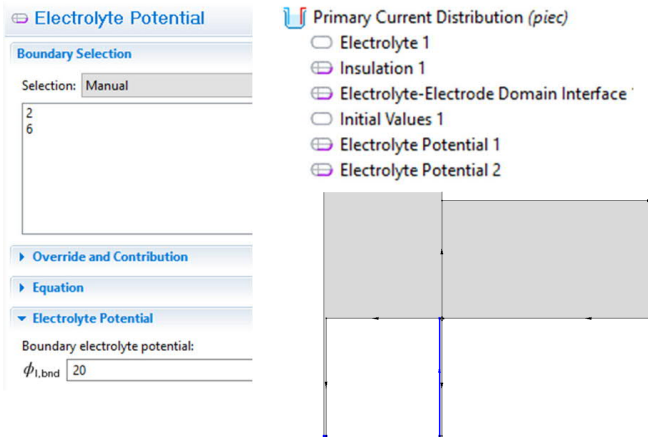 Electrolyte Potential
Boundary Selection
Selection: Manual
2
6
Override and Contribution
Equation
Electrolyte Potential
Boundary electrolyte potential:
ϕl,bnd 20
Primary Current Distribution (piec)
Electrolyte 1
Insulation 1
Electrolyte-Electrode Domain Interface
Initial Values 1
Electrolyte Potential 1
Electrolyte Potential 2